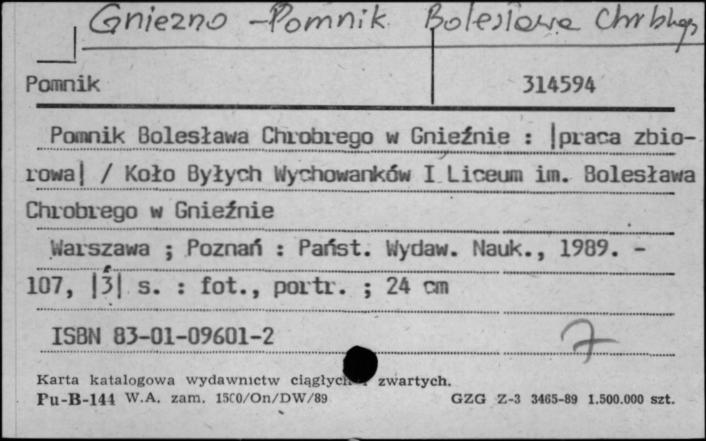 Gniezno - Pomnik Bolesława Chrobrego
Pomnik 314594
Pomnik Bolesława Chrobrego w Gnieźnie : |praca zbio-
rowa| / Koło Byłych Wychowanków I Liceum im. Bolesława
Chrobrego w Gnieźnie
Warszawa ; Poznań : Państ. Wydaw. Nauk., 1989. -
107, |3| s. : fot., portr. ; 24 cm
ISBN 83-01-09601-2
7
Karta katalogowa wydawnictw ciągłych i zwartych.
Pu-B-144 W.A. zam. 1500/On/DW/89 GZG Z-3 3465-89 1.500.000 szt.